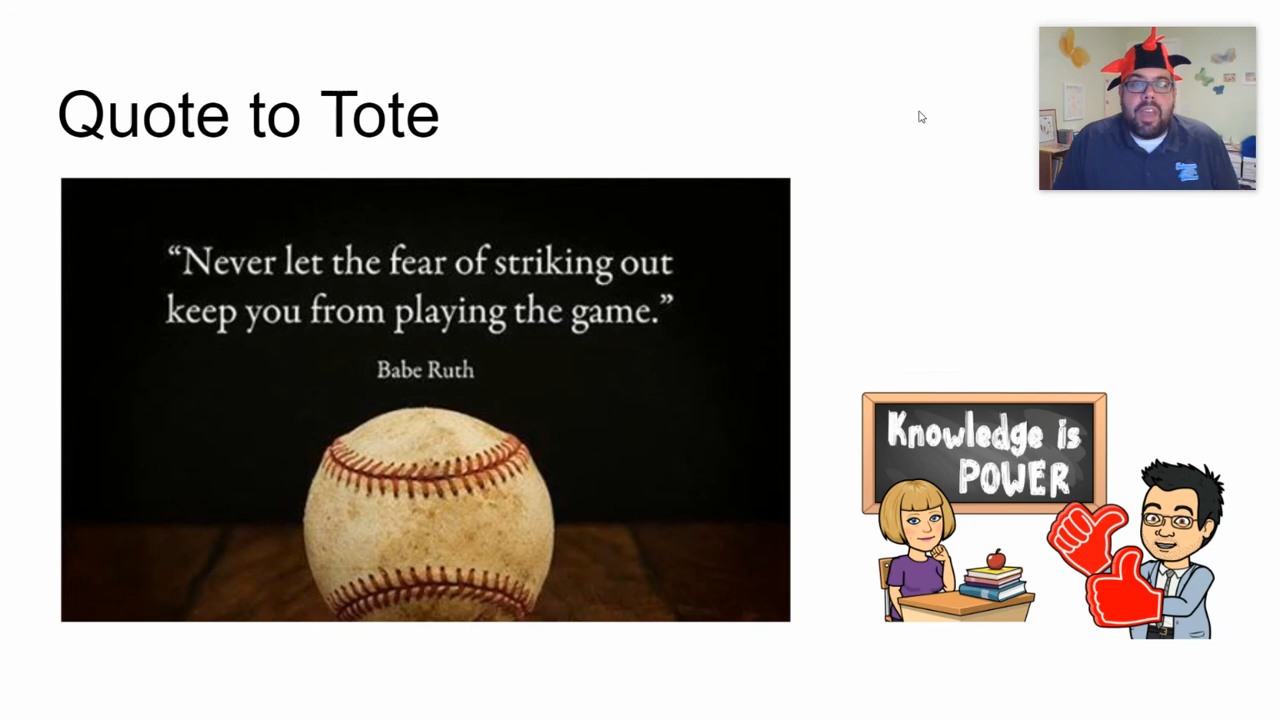 Quote to Tote
“Never let the fear of striking out
keep you from playing the game.”
Babe Ruth
Knowledge is
POWER